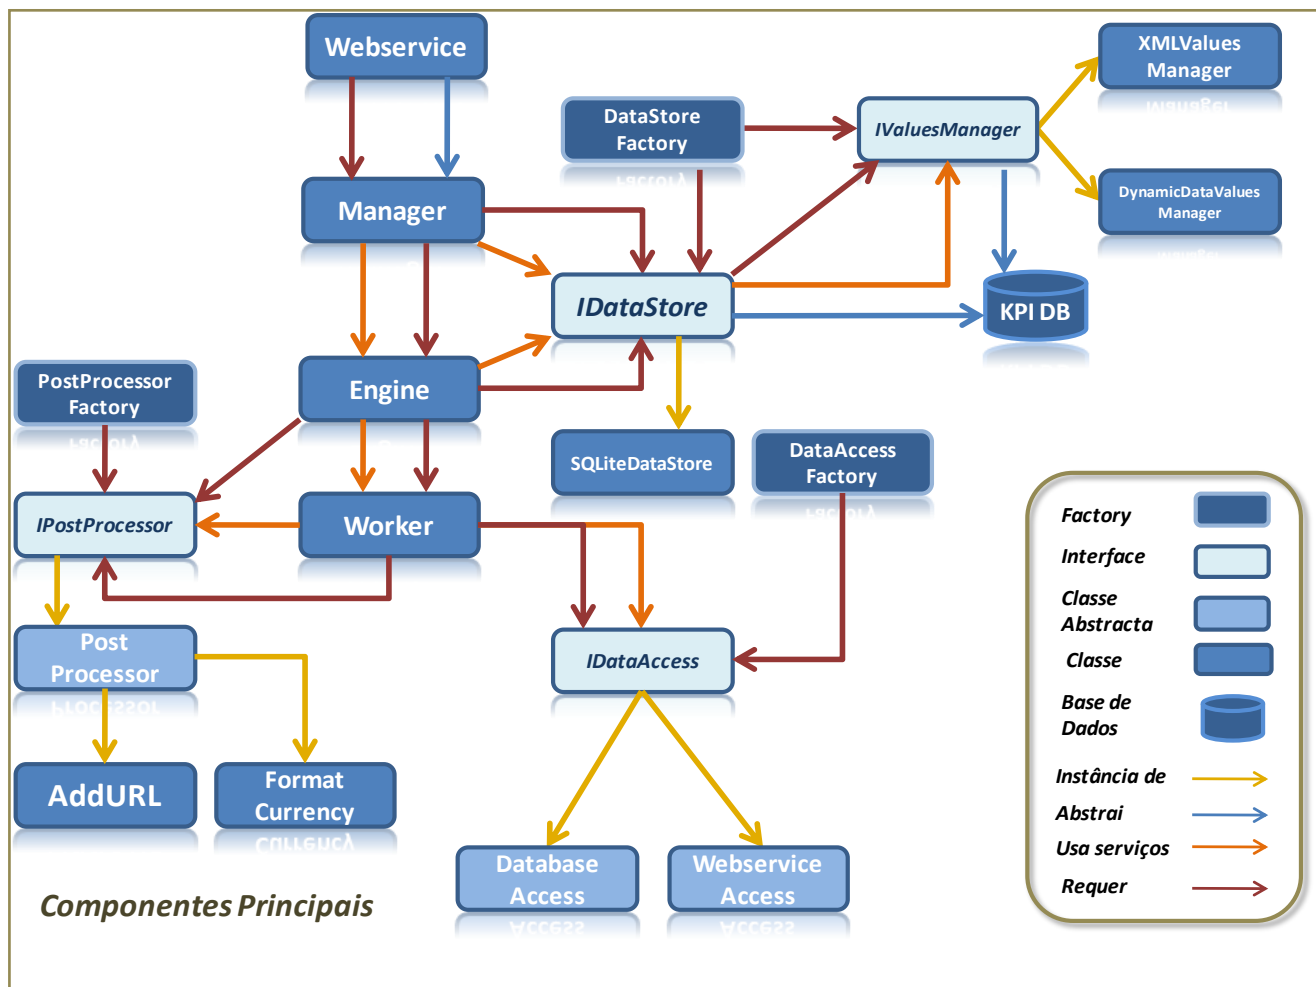 Webservice
XMLValues
Manager
DataStore
Factory
IValuesManager
Manager
DynamicDataValues
Manager
IDataStore
KPI DB
PostProcessor
Factory
Engine
SQLiteDataStore
DataAccess
Factory
IPostProcessor
Worker
Post
Processor
IDataAccess
AddURL
Format
Currency
Database
Access
Webservice
Access
Componentes Principais
Factory
Interface
Classe
Abstracta
Classe
Base de
Dados
Instância de
Abstrai
Usa serviços
Requer